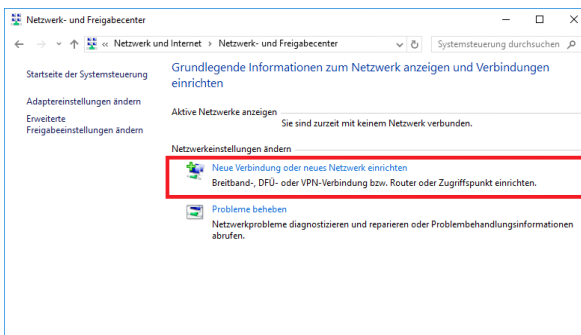 Netzwerk- und Freigabecenter
« Netzwerk und Internet › Netzwerk- und Freigabecenter
Systemsteuerung durchsuchen
Startseite der Systemsteuerung
Adaptereinstellungen ändern
Erweiterte
Freigabeeinstellungen ändern
Grundlegende Informationen zum Netzwerk anzeigen und Verbindungen
einrichten
Aktive Netzwerke anzeigen
Sie sind zurzeit mit keinem Netzwerk verbunden.
Netzwerkeinstellungen ändern
Neue Verbindung oder neues Netzwerk einrichten
Breitband-, DFÜ- oder VPN-Verbindung bzw. Router oder Zugriffspunkt einrichten.
Probleme beheben
Netzwerkprobleme diagnostizieren und reparieren oder Problembehandlungsinformationen
abrufen.